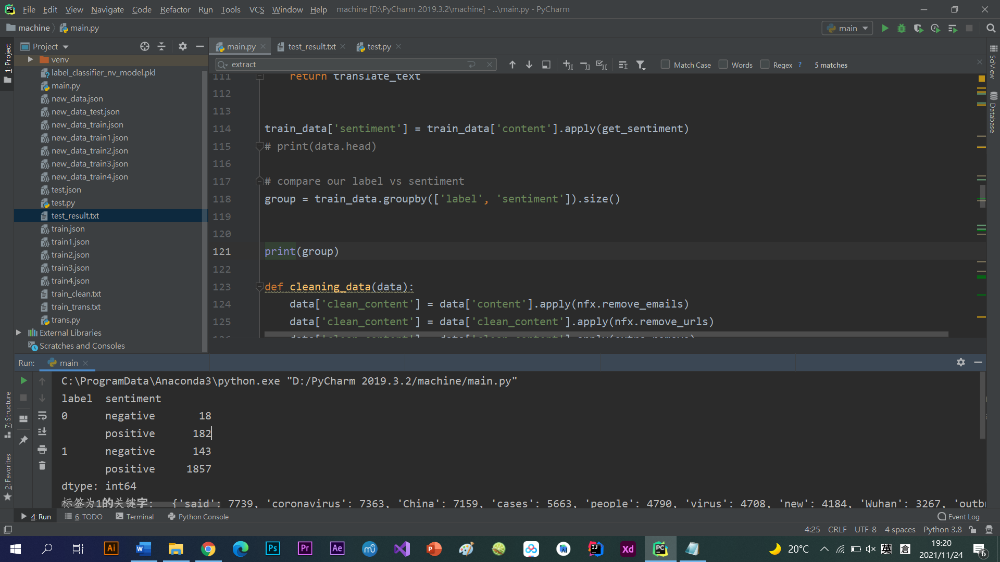 File Edit View Navigate Code Refactor Run Tools VCS Window Help machine [D:\PyCharm 2019.3.2\machine] - ...\main.py - PyCharm
machine main.py
main
1: Project
Project
main.py test_result.txt test.py
extract
Match Case Words Regex ? 5 matches
venv
label_classifier_nv_model.pkl
main.py
new_data.json
new_data_test.json
new_data_train.json
new_data_train1.json
new_data_train2.json
new_data_train3.json
new_data_train4.json
test.json
test.py
test_result.txt
train.json
train1.json
train2.json
train3.json
train4.json
train_clean.txt
train_trans.txt
trans.py
External Libraries
Scratches and Consoles
111 return translate_text
112
113
114 train_data['sentiment'] = train_data['content'].apply(get_sentiment)
115 # print(data.head)
116
117 # compare our label vs sentiment
118 group = train_data.groupby(['label', 'sentiment']).size()
119
120
121 print(group)
122
123 def cleaning_data(data):
124 data['clean_content'] = data['content'].apply(nfx.remove_emails)
125 data['clean_content'] = data['clean_content'].apply(nfx.remove_urls)
SciView
Database
Run: main
7: Structure
2: Favorites
C:\ProgramData\Anaconda3\python.exe "D:/PyCharm 2019.3.2/machine/main.py"
label sentiment
0 negative 18
positive 182
1 negative 143
positive 1857
dtype: int64
标签为1的关键字: {'said': 7739, 'coronavirus': 7363, 'China': 7159, 'cases': 5663, 'people': 4790, 'virus': 4708, 'new': 4184, 'Wuhan': 3267, 'outb
4: Run 6: TODO Terminal Python Console Event Log
4:25 CRLF UTF-8 4 spaces Python 3.8
Ai Ps Pr Ae Xd PC
20°C 英 倉 19:20
2021/11/24 6